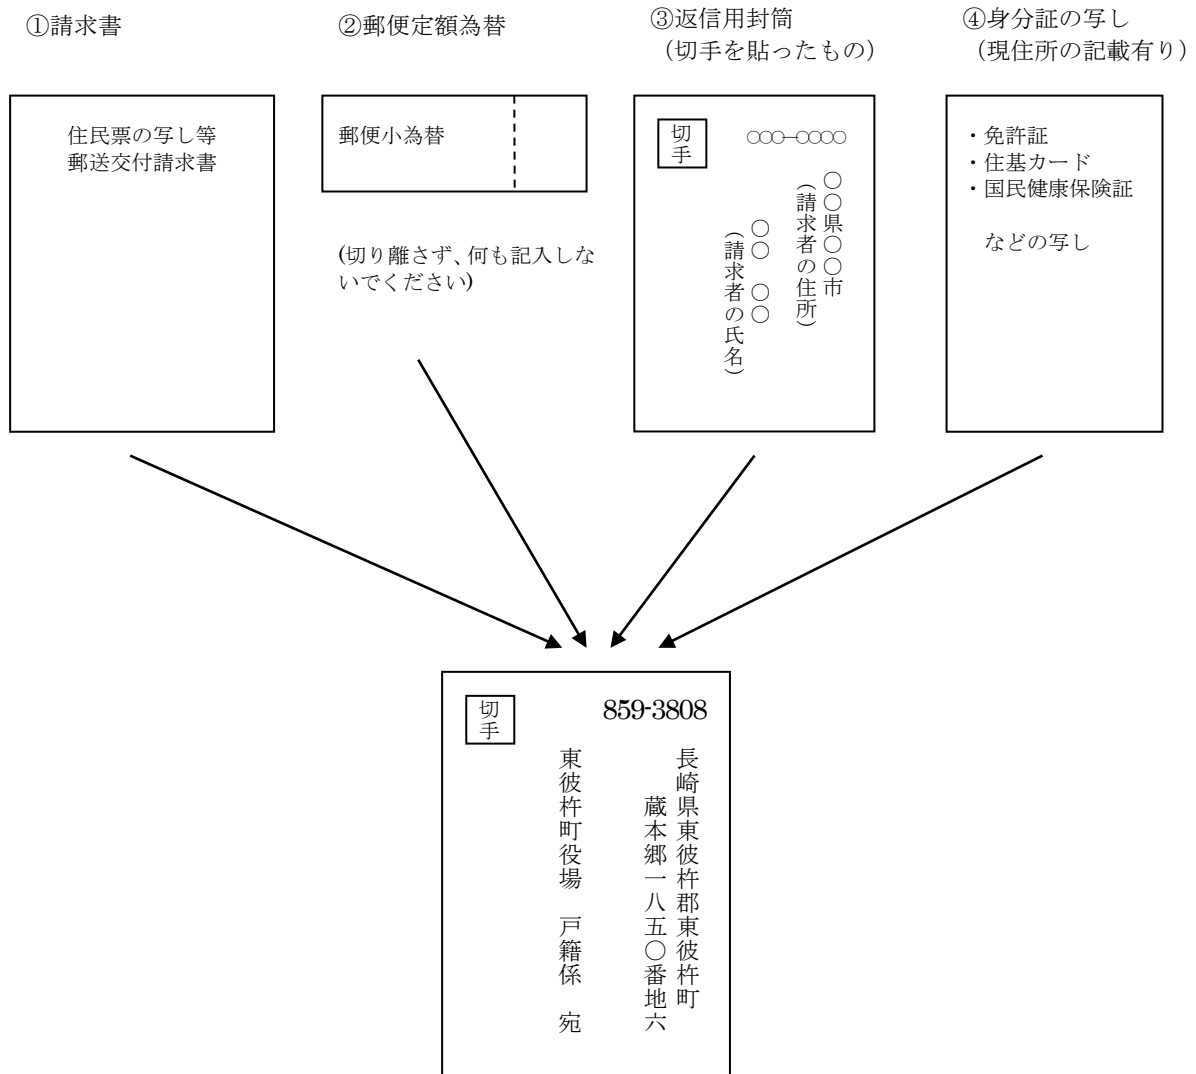 ①請求書
②郵便定額為替
③返信用封筒
（切手を貼ったもの）
④身分証の写し
（現住所の記載有り）
住民票の写し等
郵送交付請求書
郵便小為替
(切り離さず、何も記入しな
いでください)
切手
○○○―○○○○
○○県○○市
（請求者の住所）
○○　○○
（請求者の氏名）
・免許証
・住基カード
・国民健康保険証
などの写し
切手
859-3808
長崎県東彼杵郡東彼杵町
蔵本郷一八五〇番地六
東彼杵町役場　戸籍係　宛